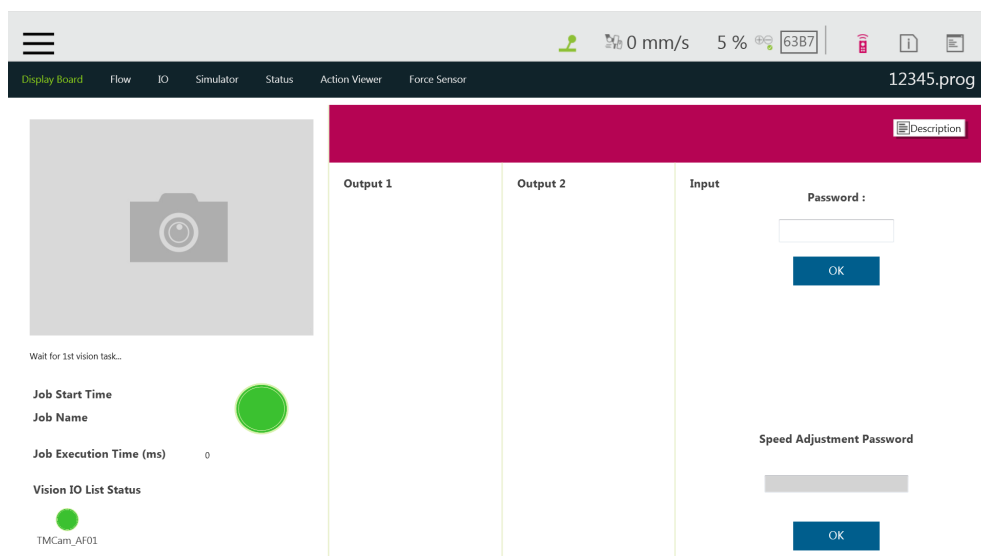 0 mm/s 5 % 63B7
Display Board Flow IO Simulator Status Action Viewer Force Sensor 12345.prog
Description
Output 1 Output 2 Input
Password :
OK
Wait for 1st vision task...
Job Start Time
Job Name
Speed Adjustment Password
Job Execution Time (ms) 0
Vision IO List Status
OK
TMCam_AF01